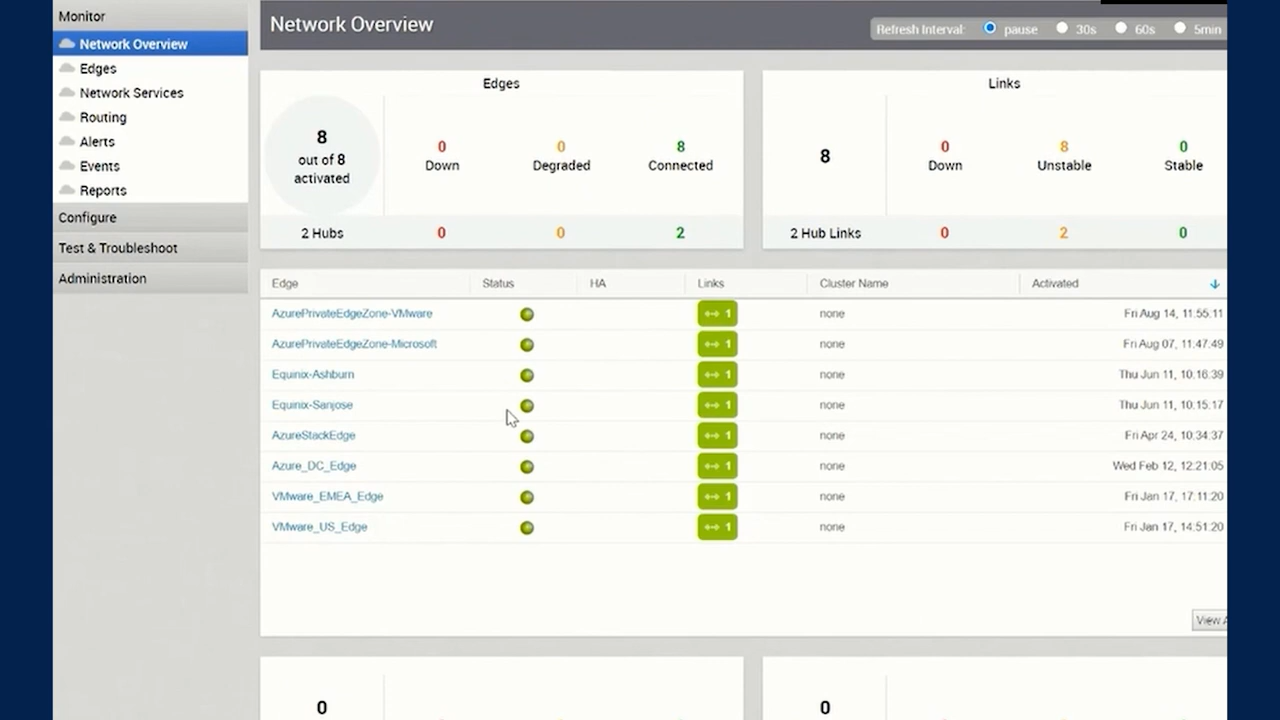 Monitor
Network Overview
Edges
Network Services
Routing
Alerts
Events
Reports
Configure
Test & Troubleshoot
Administration
Network Overview
Refresh Interval: pause 30s 60s 5min
Edges
8 out of 8 activated
0 Down
0 Degraded
8 Connected
2 Hubs 0 0 2
Links
8
0 Down
8 Unstable
0 Stable
2 Hub Links 0 2 0
Edge Status HA Links Cluster Name Activated
AzurePrivateEdgeZone-VMware 1 none Fri Aug 14, 11:55:11
AzurePrivateEdgeZone-Microsoft 1 none Fri Aug 07, 11:47:49
Equinix-Ashburn 1 none Thu Jun 11, 10:16:39
Equinix-Sanjose 1 none Thu Jun 11, 10:15:17
AzureStackEdge 1 none Fri Apr 24, 10:34:37
Azure_DC_Edge 1 none Wed Feb 12, 12:21:05
VMware_EMEA_Edge 1 none Fri Jan 17, 17:11:20
VMware_US_Edge 1 none Fri Jan 17, 14:51:20
View
0
0